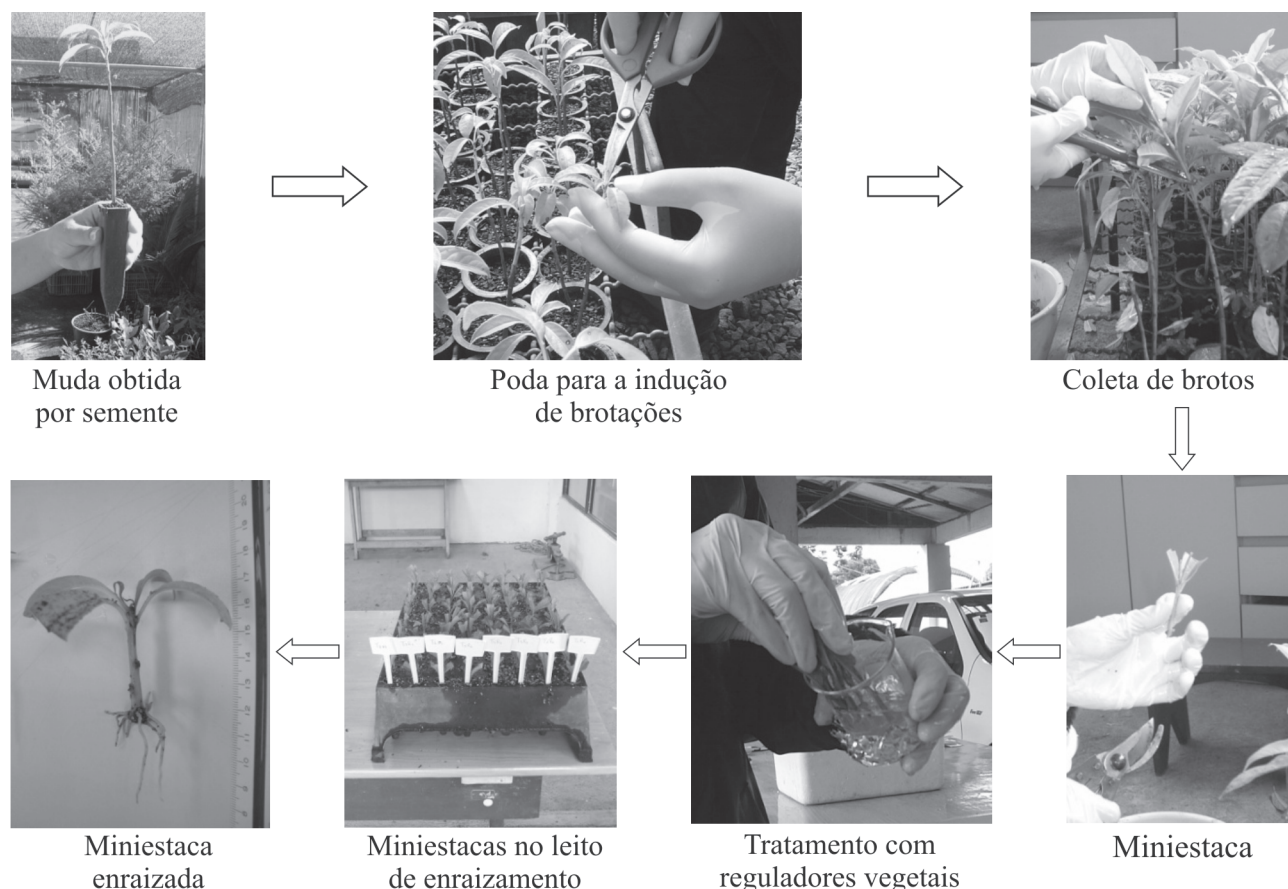 Muda obtida
por semente
Poda para a indução
de brotações
Coleta de brotos
Miniestaca
Tratamento com
reguladores vegetais
Miniestacas no leito
de enraizamento
Miniestaca
enraizada